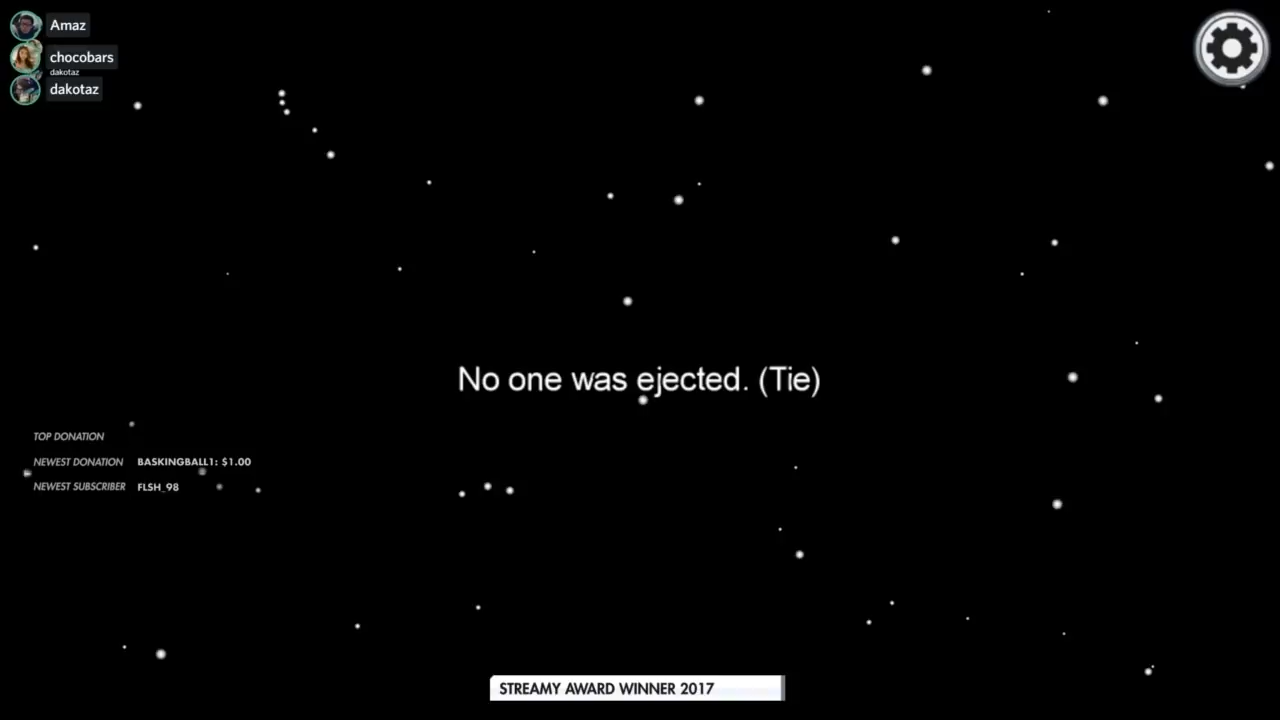 Amaz
chocobars
dakotaz
dakotaz
No one was ejected. (Tie)
TOP DONATION
NEWEST DONATION BASKINGBALL1: $1.00
NEWEST SUBSCRIBER FLSH_98
STREAMY AWARD WINNER 2017